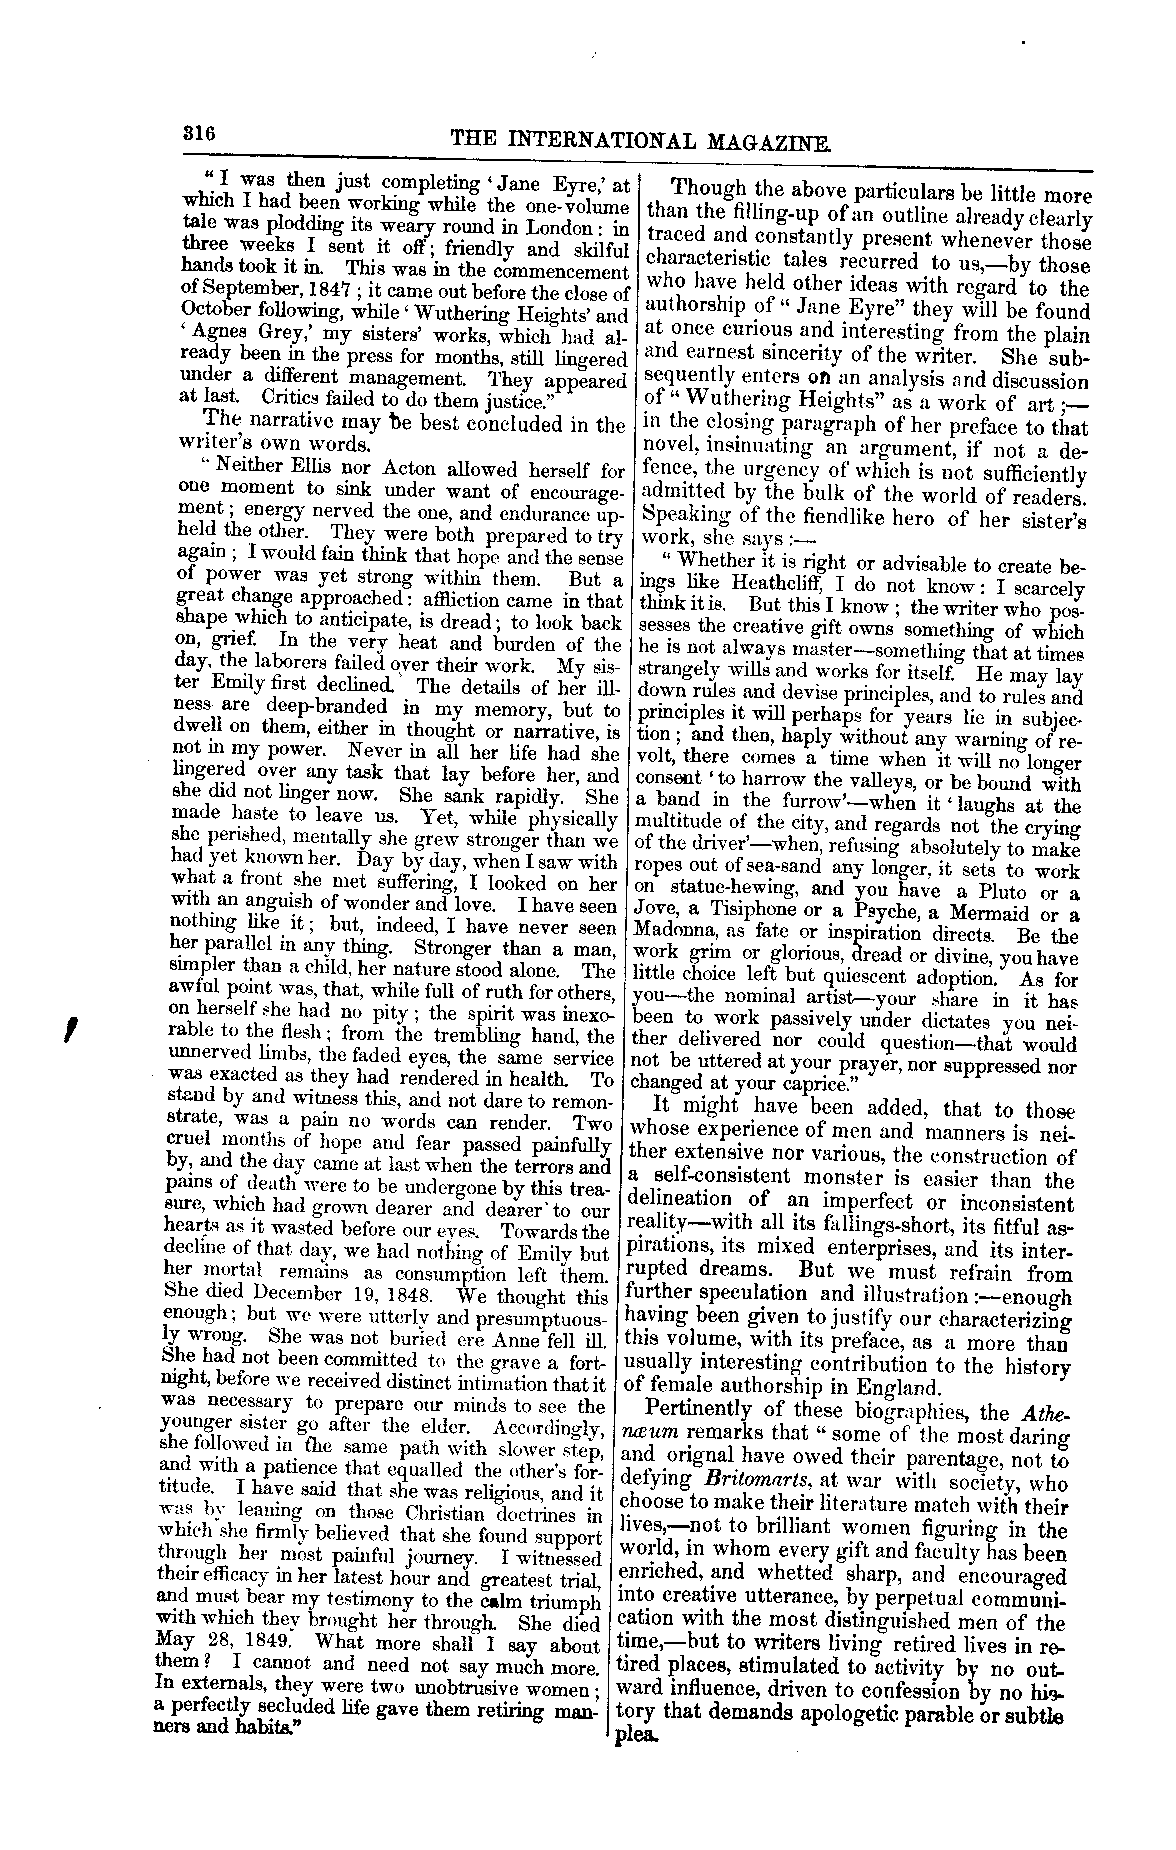 316
THE INTERNATIONAL MAGAZINE.
“I was then just completing ‘Jane Eyre,’ at
which I had been working while the one-volume
tale was plodding its weary round in London: in
three weeks I sent it off; friendly and skilful
hands took it in. This was in the commencement
of September, 1847; it came out before the close of
October following, while ‘Wuthering Heights’ and
‘Agnes Grey,’ my sisters’ works, which had al-
ready been in the press for months, still lingered
under a different management. They appeared
at last. Critics failed to do them justice.”
The narrative may be best concluded in the
writer’s own words.
“Neither Ellis nor Acton allowed herself for
one moment to sink under want of encourage-
ment; energy nerved the one, and endurance up-
held the other. They were both prepared to try
again; I would fain think that hope and the sense
of power was yet strong within them. But a
great change approached: affliction came in that
shape which to anticipate, is dread; to look back
on, grief. In the very heat and burden of the
day, the laborers failed over their work. My sis-
ter Emily first declined. The details of her ill-
ness are deep-branded in my memory, but to
dwell on them, either in thought or narrative, is
not in my power. Never in all her life had she
lingered over any task that lay before her, and
she did not linger now. She sank rapidly. She
made haste to leave us. Yet, while physically
she perished, mentally she grew stronger than we
had yet known her. Day by day, when I saw with
what a front she met suffering, I looked on her
with an anguish of wonder and love. I have seen
nothing like it; but, indeed, I have never seen
her parallel in any thing. Stronger than a man,
simpler than a child, her nature stood alone. The
awful point was, that, while full of ruth for others,
on herself she had no pity; the spirit was inexo-
rable to the flesh; from the trembling hand, the
unnerved limbs, the faded eyes, the same service
was exacted as they had rendered in health. To
stand by and witness this, and not dare to remon-
strate, was a pain no words can render. Two
cruel months of hope and fear passed painfully
by, and the day came at last when the terrors and
pains of death were to be undergone by this trea-
sure, which had grown dearer and dearer to our
hearts as it wasted before our eyes. Towards the
decline of that day, we had nothing of Emily but
her mortal remains as consumption left them.
She died December 19, 1848. We thought this
enough; but we were utterly and presumptuous-
ly wrong. She was not buried ere Anne fell ill.
She had not been committed to the grave a fort-
night, before we received distinct intimation that it
was necessary to prepare our minds to see the
younger sister go after the elder. Accordingly,
she followed in the same path with slower step,
and with a patience that equalled the other’s for-
titude. I have said that she was religious, and it
was by leaning on those Christian doctrines in
which she firmly believed that she found support
through her most painful journey. I witnessed
their efficacy in her latest hour and greatest trial,
and must bear my testimony to the calm triumph
with which they brought her through. She died
May 28, 1849. What more shall I say about
them? I cannot and need not say much more.
In externals, they were two unobtrusive women;
a perfectly secluded life gave them retiring man-
ners and habits.”
Though the above particulars be little more
than the filling-up of an outline already clearly
traced and constantly present whenever those
characteristic tales recurred to us,—by those
who have held other ideas with regard to the
authorship of “Jane Eyre” they will be found
at once curious and interesting from the plain
and earnest sincerity of the writer. She sub-
sequently enters on an analysis and discussion
of “Wuthering Heights” as a work of art;—
in the closing paragraph of her preface to that
novel, insinuating an argument, if not a de-
fence, the urgency of which is not sufficiently
admitted by the bulk of the world of readers.
Speaking of the fiendlike hero of her sister’s
work, she says:—
“Whether it is right or advisable to create be-
ings like Heathcliff, I do not know: I scarcely
think it is. But this I know; the writer who pos-
sesses the creative gift owns something of which
he is not always master—something that at times
strangely wills and works for itself. He may lay
down rules and devise principles, and to rules and
principles it will perhaps for years lie in subjec-
tion; and then, haply without any warning of re-
volt, there comes a time when it will no longer
consent ‘to harrow the valleys, or be bound with
a band in the furrow’—when it ‘laughs at the
multitude of the city, and regards not the crying
of the driver’—when, refusing absolutely to make
ropes out of sea-sand any longer, it sets to work
on statue-hewing, and you have a Pluto or a
Jove, a Tisiphone or a Psyche, a Mermaid or a
Madonna, as fate or inspiration directs. Be the
work grim or glorious, dread or divine, you have
little choice left but quiescent adoption. As for
you—the nominal artist—your share in it has
been to work passively under dictates you nei-
ther delivered nor could question—that would
not be uttered at your prayer, nor suppressed nor
changed at your caprice.”
It might have been added, that to those
whose experience of men and manners is nei-
ther extensive nor various, the construction of
a self-consistent monster is easier than the
delineation of an imperfect or inconsistent
reality—with all its fallings-short, its fitful as-
pirations, its mixed enterprises, and its inter-
rupted dreams. But we must refrain from
further speculation and illustration:—enough
having been given to justify our characterizing
this volume, with its preface, as a more than
usually interesting contribution to the history
of female authorship in England.
Pertinently of these biographies, the Athe-
næum remarks that “some of the most daring
and orignal have owed their parentage, not to
defying Britomarts, at war with society, who
choose to make their literature match with their
lives,—not to brilliant women figuring in the
world, in whom every gift and faculty has been
enriched, and whetted sharp, and encouraged
into creative utterance, by perpetual communi-
cation with the most distinguished men of the
time,—but to writers living retired lives in re-
tired places, stimulated to activity by no out-
ward influence, driven to confession by no his-
tory that demands apologetic parable or subtle
plea.